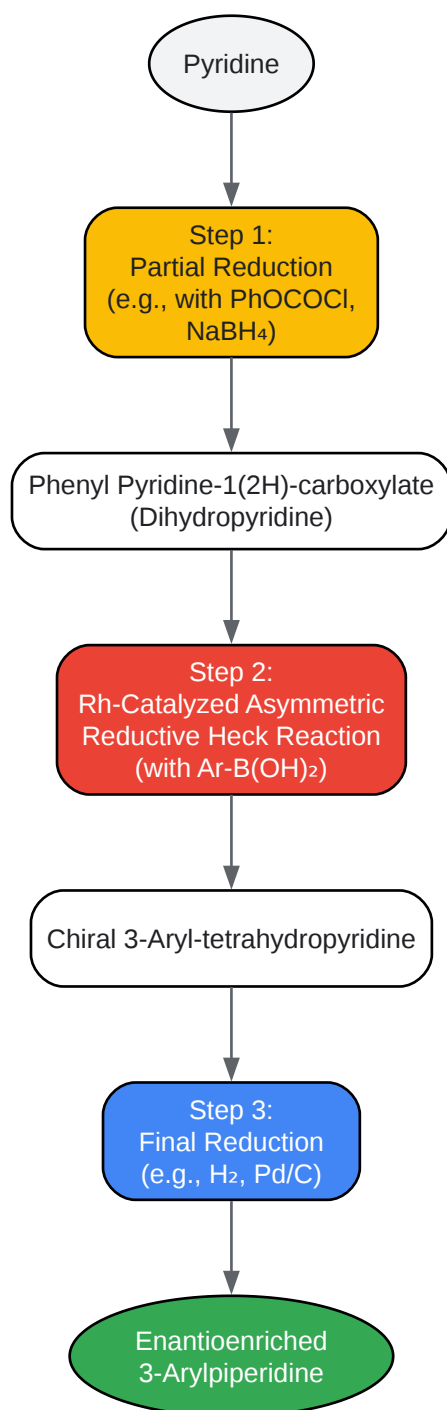 Pyridine
Step 1:
Partial Reduction
(e.g., with PhOCOCl,
NaBH₄)
Phenyl Pyridine-1(2H)-carboxylate
(Dihydropyridine)
Step 2:
Rh-Catalyzed Asymmetric
Reductive Heck Reaction
(with Ar-B(OH)₂)
Chiral 3-Aryl-tetrahydropyridine
Step 3:
Final Reduction
(e.g., H₂, Pd/C)
Enantioenriched
3-Arylpiperidine